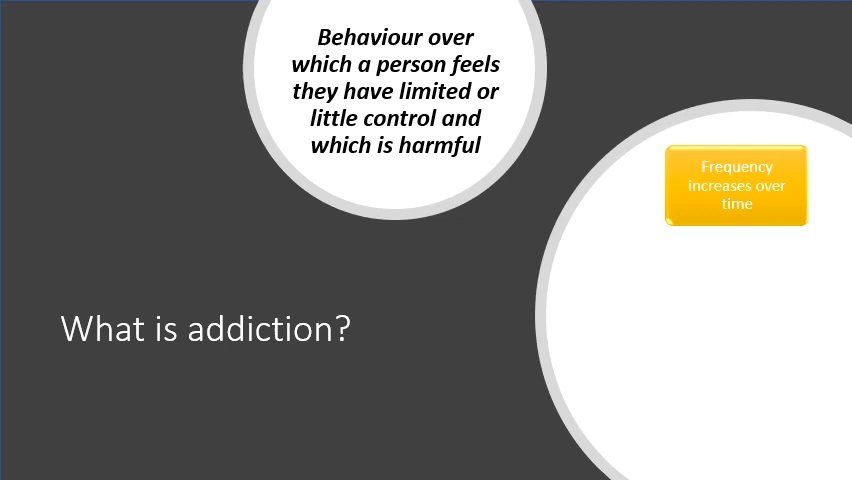 Behaviour over
which a person feels
they have limited or
little control and
which is harmful
Frequency
increases over
time
What is addiction?